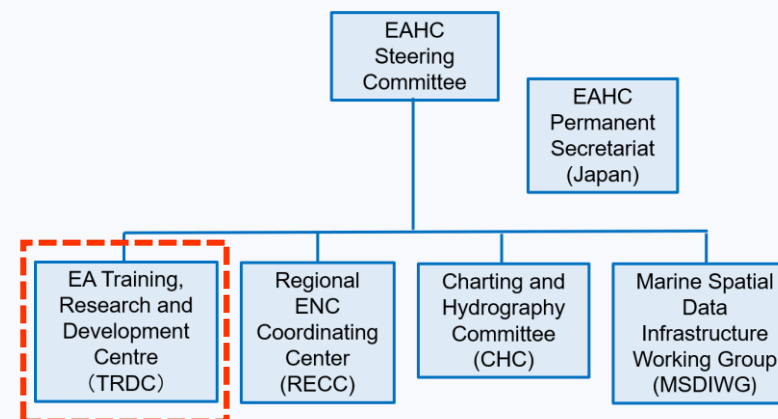 EAHC
Steering
Committee
EAHC
Permanent
Secretariat
(Japan)
EA Training,
Research and
Development
Centre
（TRDC）
Regional
ENC
Coordinating
Center
(RECC)
Charting and
Hydrography
Committee
(CHC)
Marine Spatial
Data
Infrastructure
Working Group
(MSDIWG)